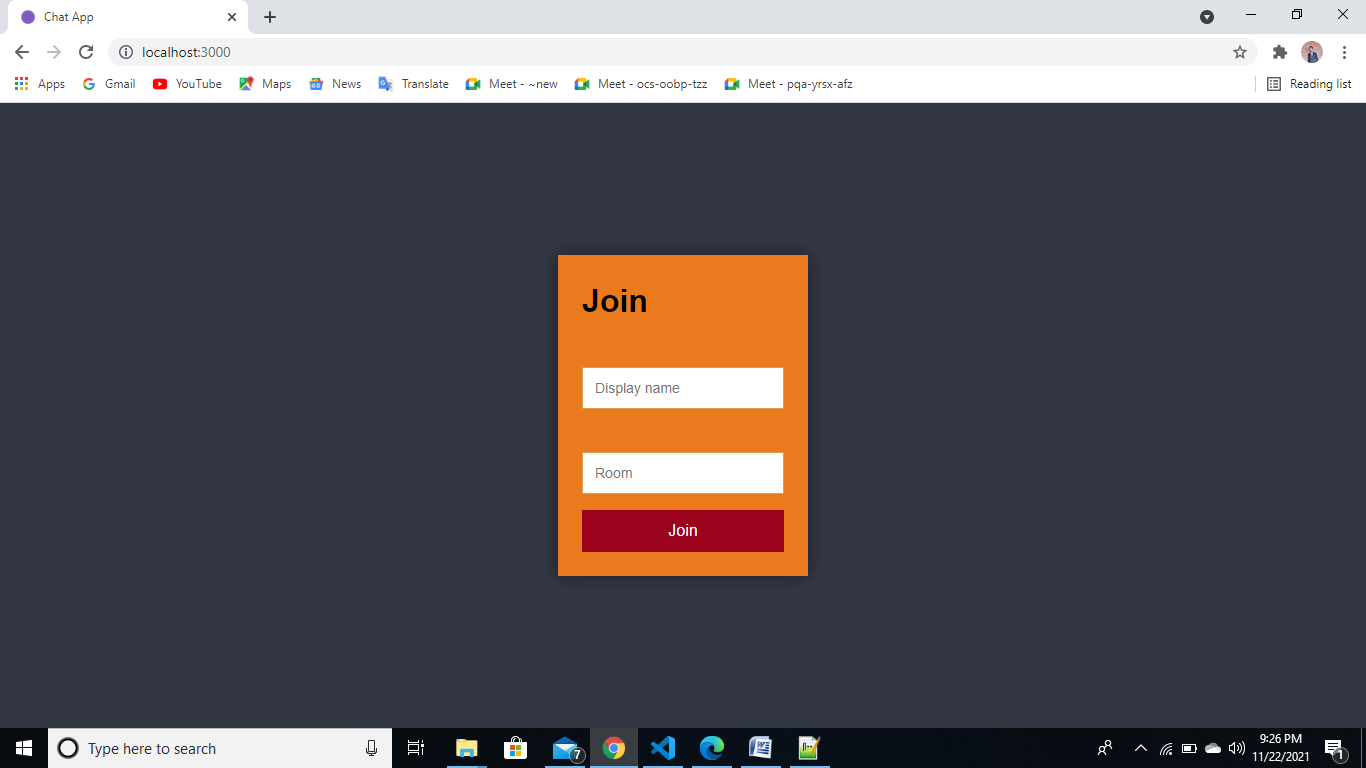 Chat App
localhost:3000
Apps Gmail YouTube Maps News Translate Meet - ~new Meet - ocs-oobp-tzz Meet - pqa-yrsx-afz Reading list
Join
Display name
Room
Join
Type here to search
7
9:26 PM
11/22/2021
1